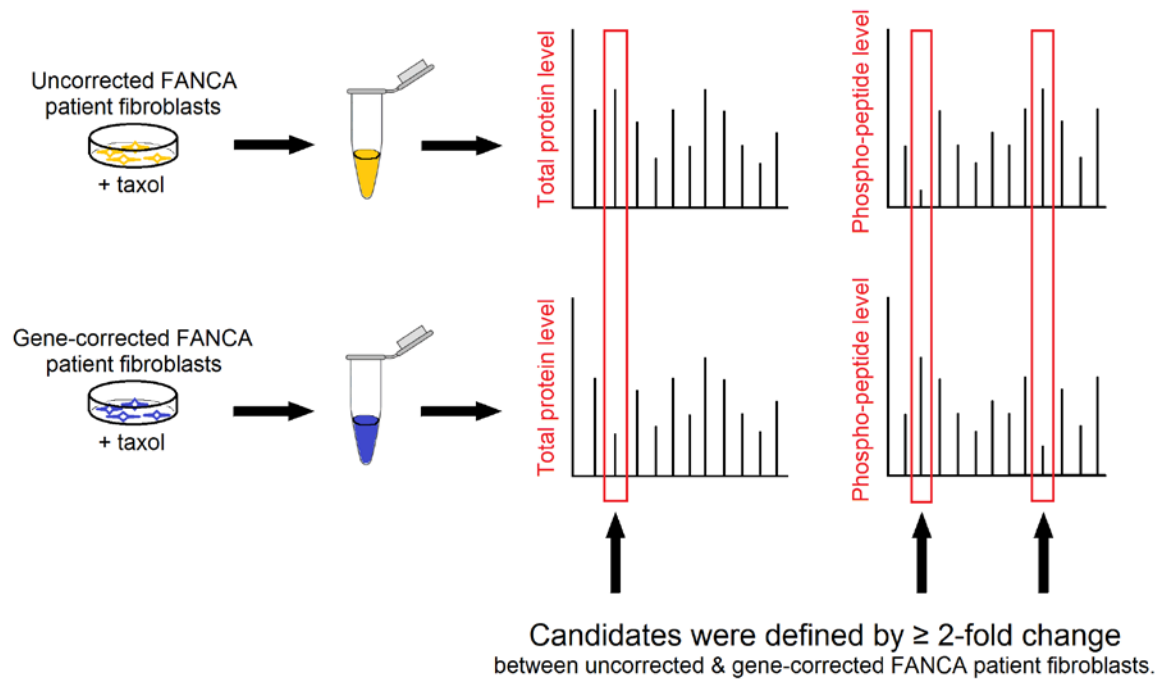 Uncorrected FANCA
patient fibroblasts
+ taxol
Total protein level
Phospho-peptide level
Gene-corrected FANCA
patient fibroblasts
+ taxol
Total protein level
Phospho-peptide level
Candidates were defined by ≥ 2-fold change
between uncorrected & gene-corrected FANCA patient fibroblasts.